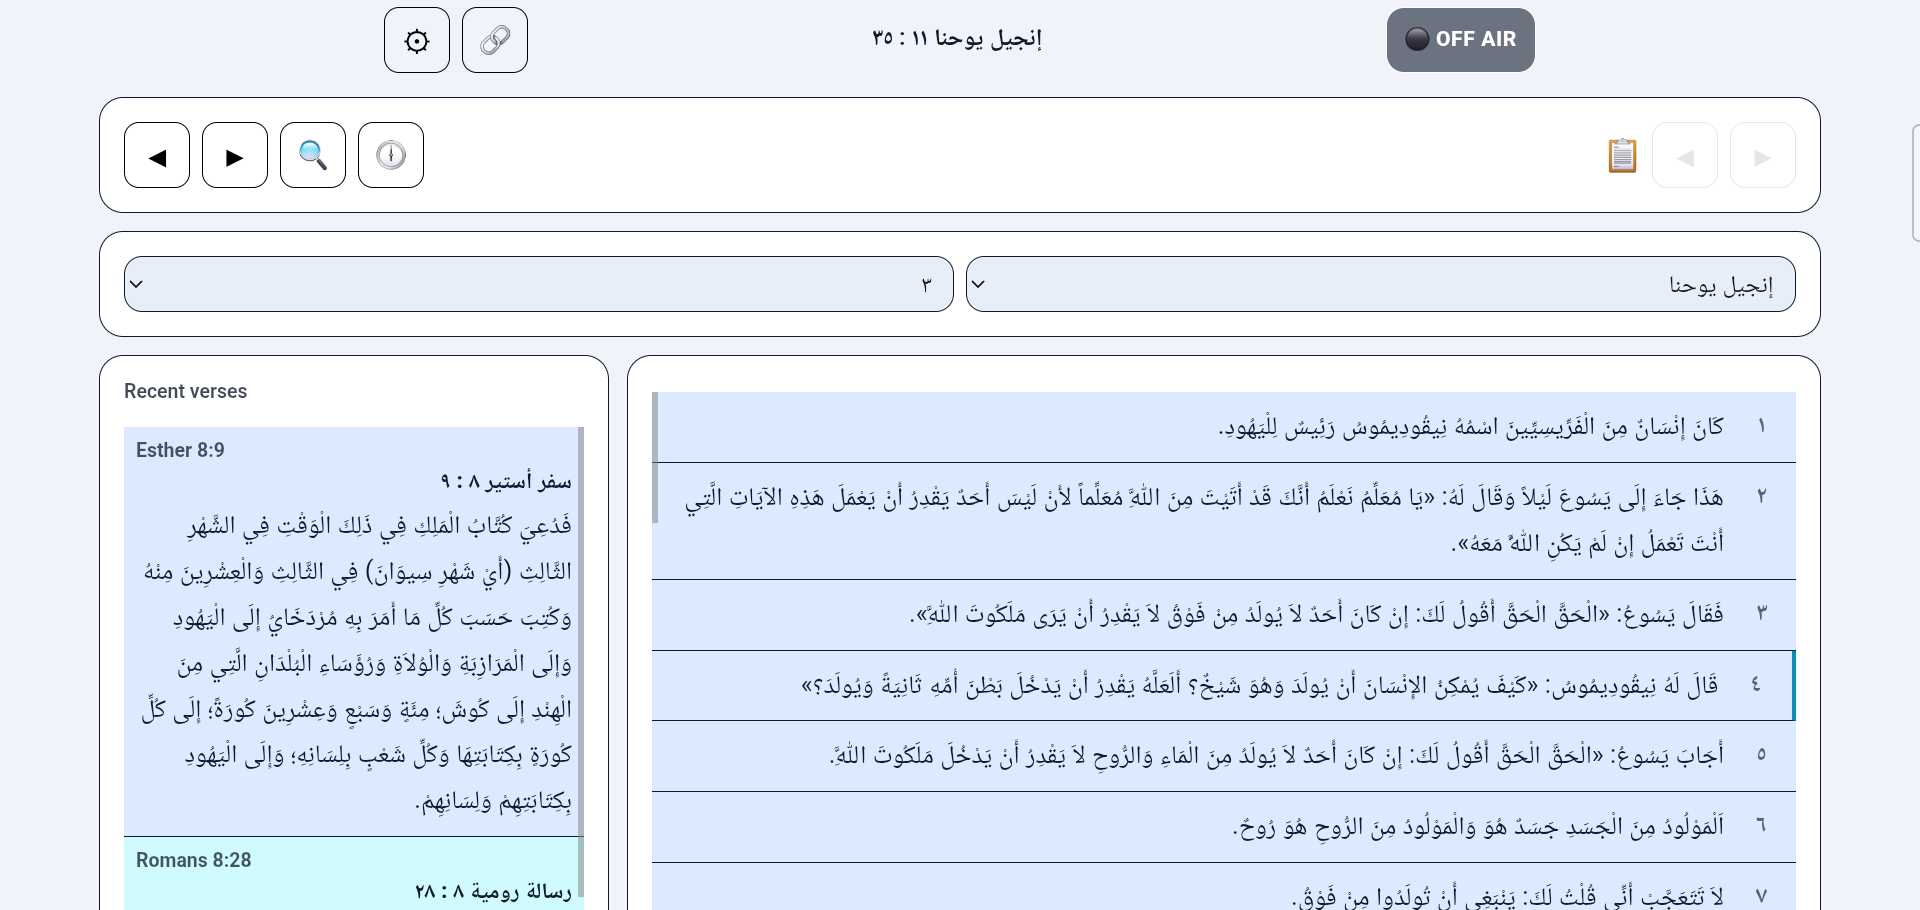 إنجيل يوحنا ١١ : ٣٥
OFF AIR
إنجيل يوحنا
٣
Recent verses
Esther 8:9
سفر أستير ٨ : ٩
فَدُعِيَ كُتَّابُ الْمَلِكِ فِي ذَلِكَ الْوَقْتِ فِي الشَّهْرِ
الثَّالِثِ (أَيْ شَهْرِ سِيوَانَ) فِي الثَّالِثِ وَالْعِشْرِينَ مِنْهُ
وَكُتِبَ حَسَبَ كُلِّ مَا أَمَرَ بِهِ مُرْدَخَايُ إِلَى الْيَهُودِ
وَإِلَى الْمَرَازِبَةِ وَالْوُلاَةِ وَرُؤَسَاءِ الْبُلْدَانِ الَّتِي مِنَ
الْهِنْدِ إِلَى كُوشَ؛ مِئَةٍ وَسَبْعٍ وَعِشْرِينَ كُورَةً؛ إِلَى كُلِّ
كُورَةٍ بِكِتَابَتِهَا وَكُلِّ شَعْبٍ بِلِسَانِهِ؛ وَإِلَى الْيَهُودِ
بِكِتَابَتِهِمْ وَلِسَانِهِمْ.
Romans 8:28
رسالة رومية ٨ : ٢٨
١ كَانَ إِنْسَانٌ مِنَ الْفَرِّيسِيِّينَ اسْمُهُ نِيقُودِيمُوسُ رَئِيسٌ لِلْيَهُودِ.
٢ هَذَا جَاءَ إِلَى يَسُوعَ لَيْلاً وَقَالَ لَهُ: «يَا مُعَلِّمُ نَعْلَمُ أَنَّكَ قَدْ أَتَيْتَ مِنَ اللَّهِ مُعَلِّماً لأَنْ لَيْسَ أَحَدٌ يَقْدِرُ أَنْ يَعْمَلَ هَذِهِ الآيَاتِ الَّتِي
أَنْتَ تَعْمَلُ إِنْ لَمْ يَكُنِ اللَّهُ مَعَهُ».
٣ فَقَالَ يَسُوعُ: «الْحَقَّ الْحَقَّ أَقُولُ لَكَ: إِنْ كَانَ أَحَدٌ لاَ يُولَدُ مِنْ فَوْقُ لاَ يَقْدِرُ أَنْ يَرَى مَلَكُوتَ اللَّهِ».
٤ قَالَ لَهُ نِيقُودِيمُوسُ: «كَيْفَ يُمْكِنُ الإِنْسَانَ أَنْ يُولَدَ وَهُوَ شَيْخٌ؟ أَلَعَلَّهُ يَقْدِرُ أَنْ يَدْخُلَ بَطْنَ أُمِّهِ ثَانِيَةً وَيُولَدَ؟»
٥ أَجَابَ يَسُوعُ: «الْحَقَّ الْحَقَّ أَقُولُ لَكَ: إِنْ كَانَ أَحَدٌ لاَ يُولَدُ مِنَ الْمَاءِ وَالرُّوحِ لاَ يَقْدِرُ أَنْ يَدْخُلَ مَلَكُوتَ اللَّهِ.
٦ اَلْمَوْلُودُ مِنَ الْجَسَدِ جَسَدٌ هُوَ وَالْمَوْلُودُ مِنَ الرُّوحِ هُوَ رُوحٌ.
٧ لاَ تَتَعَجَّبْ أَنِّي قُلْتُ لَكَ: يَنْبَغِي أَنْ تُولَدُوا مِنْ فَوْقُ.